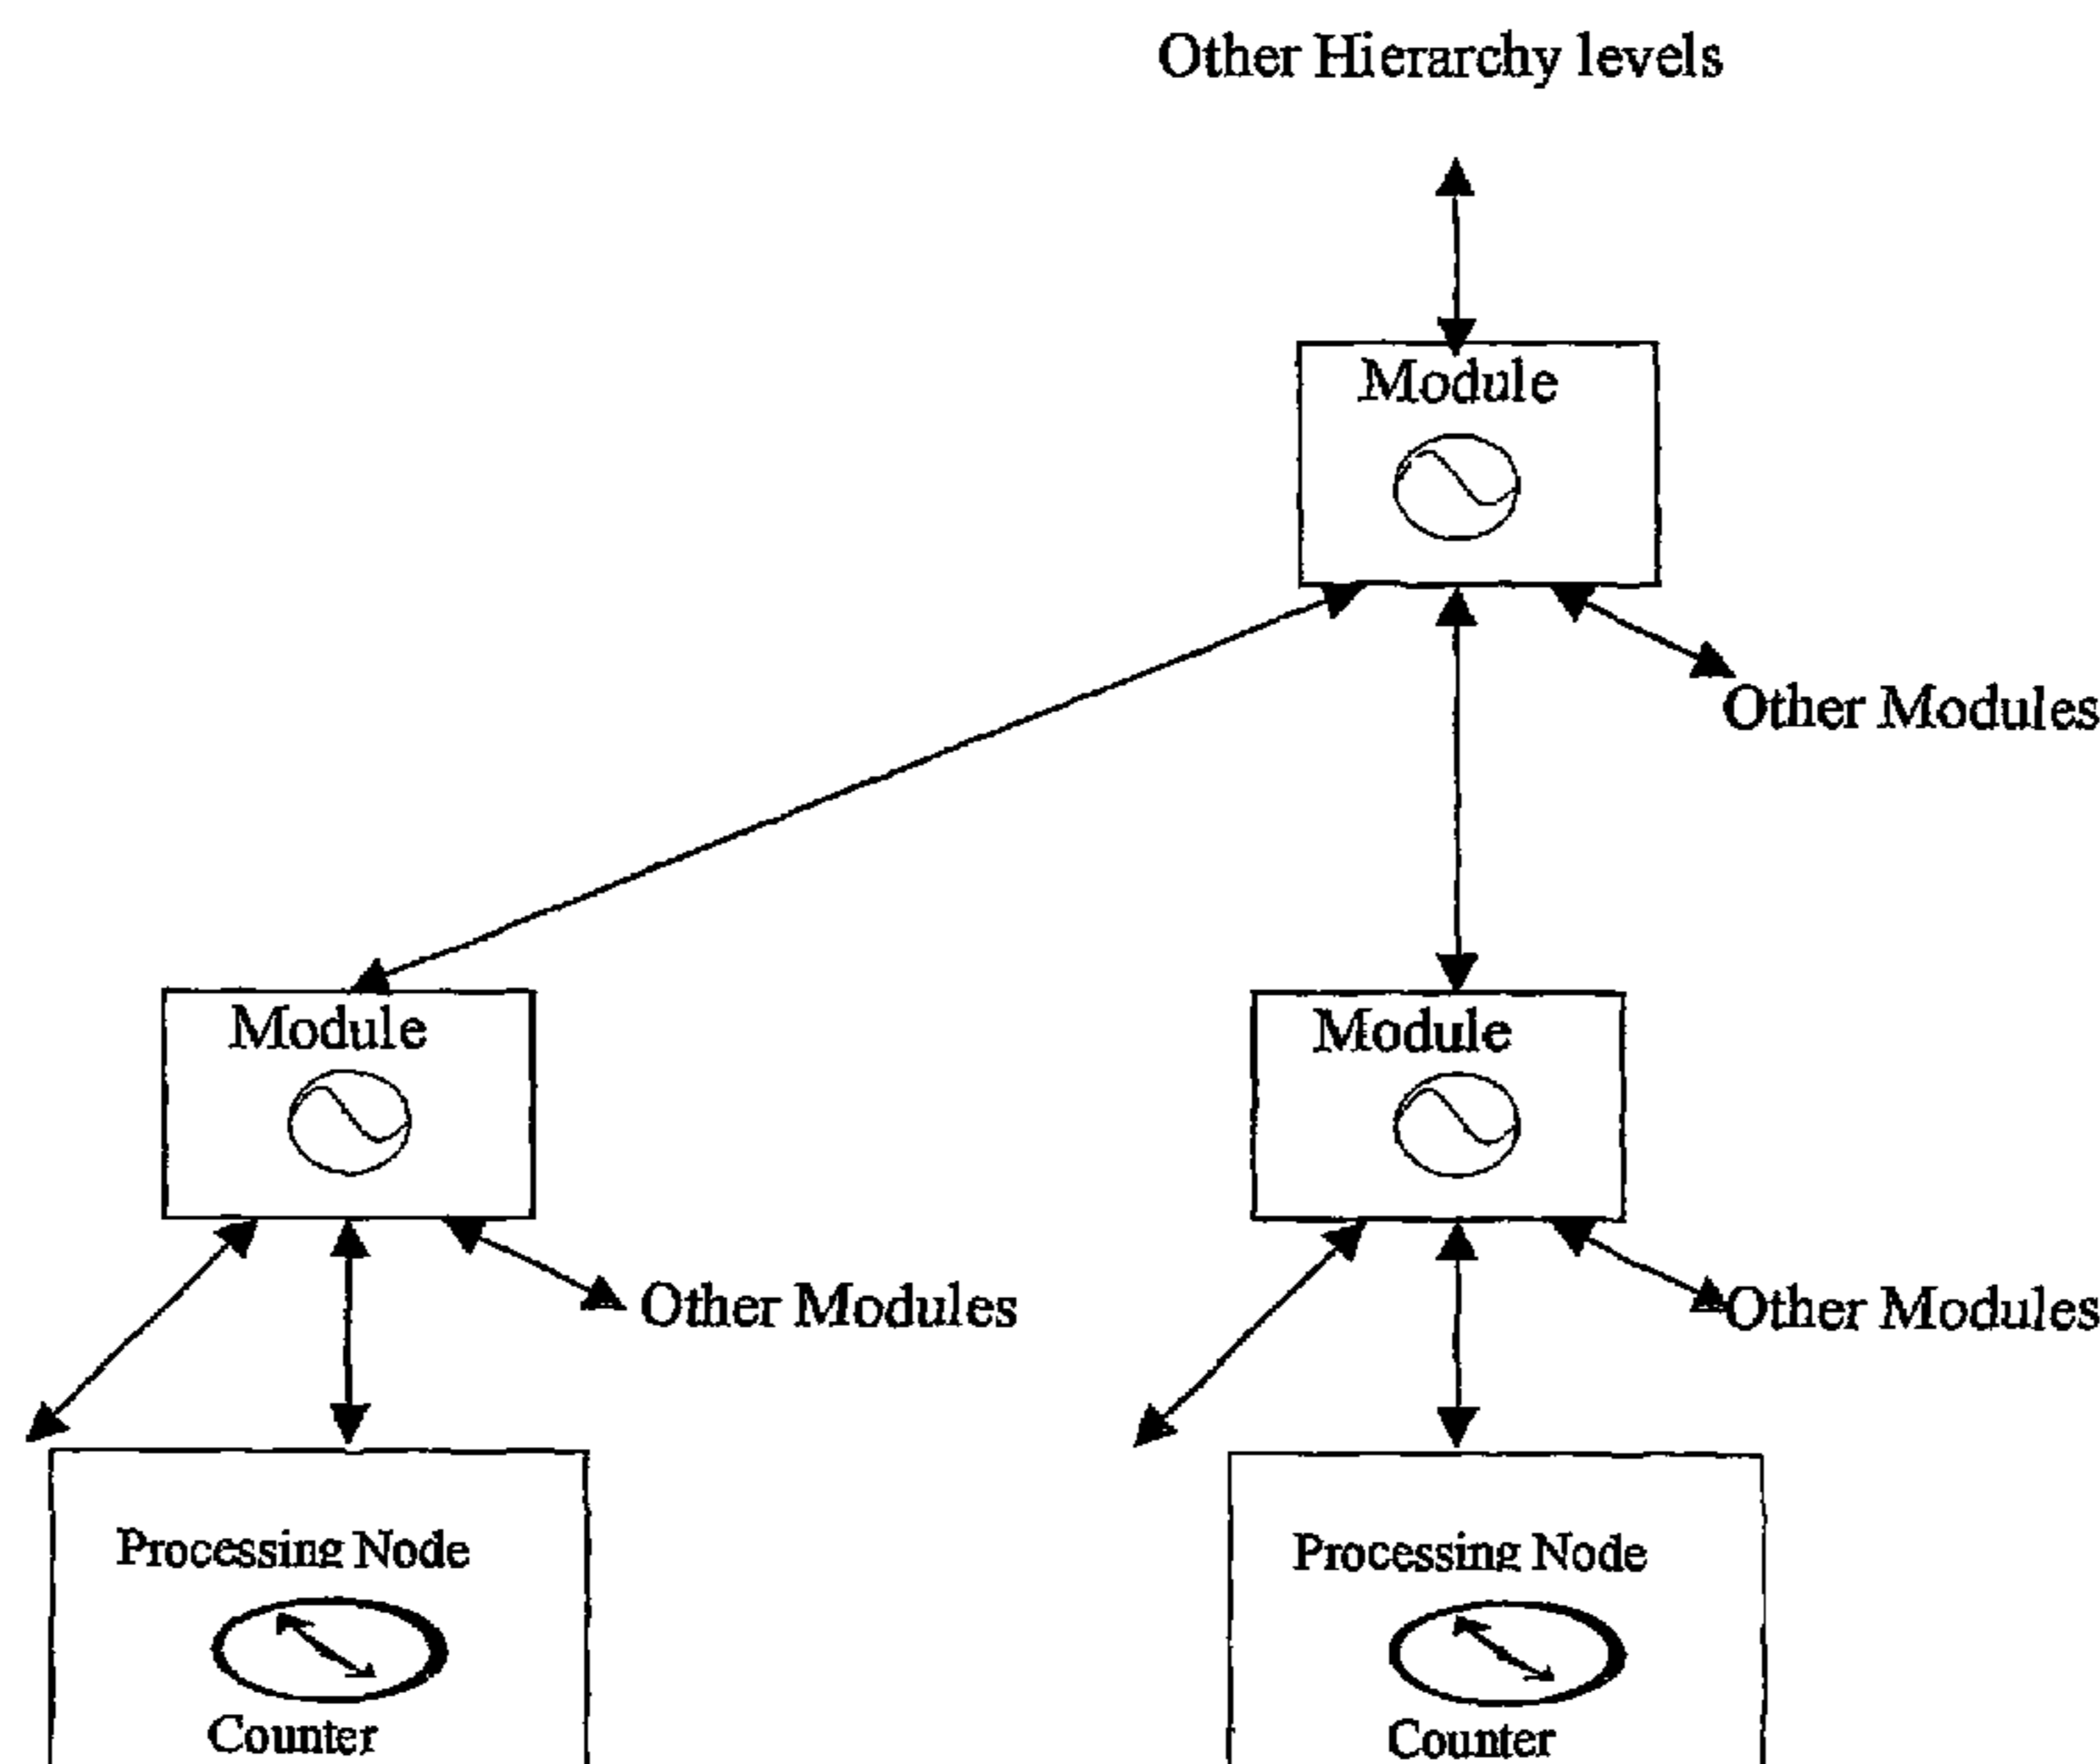 Other Hierarchy levels
Module
Other Modules
Module
Module
Other Modules
Other Modules
Processing Node
Processing Node
Counter
Counter